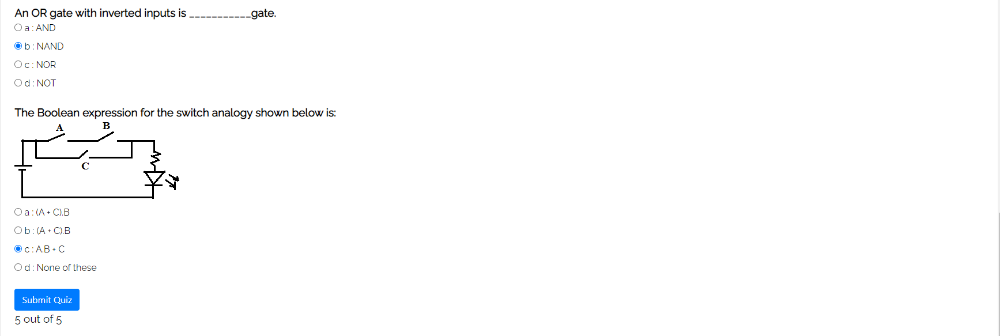 An OR gate with inverted inputs is ___________gate.
a : AND
b : NAND
c : NOR
d : NOT
The Boolean expression for the switch analogy shown below is:
A B
C
a : (A + C).B
b : (A + C).B
c : A.B + C
d : None of these
Submit Quiz
5 out of 5